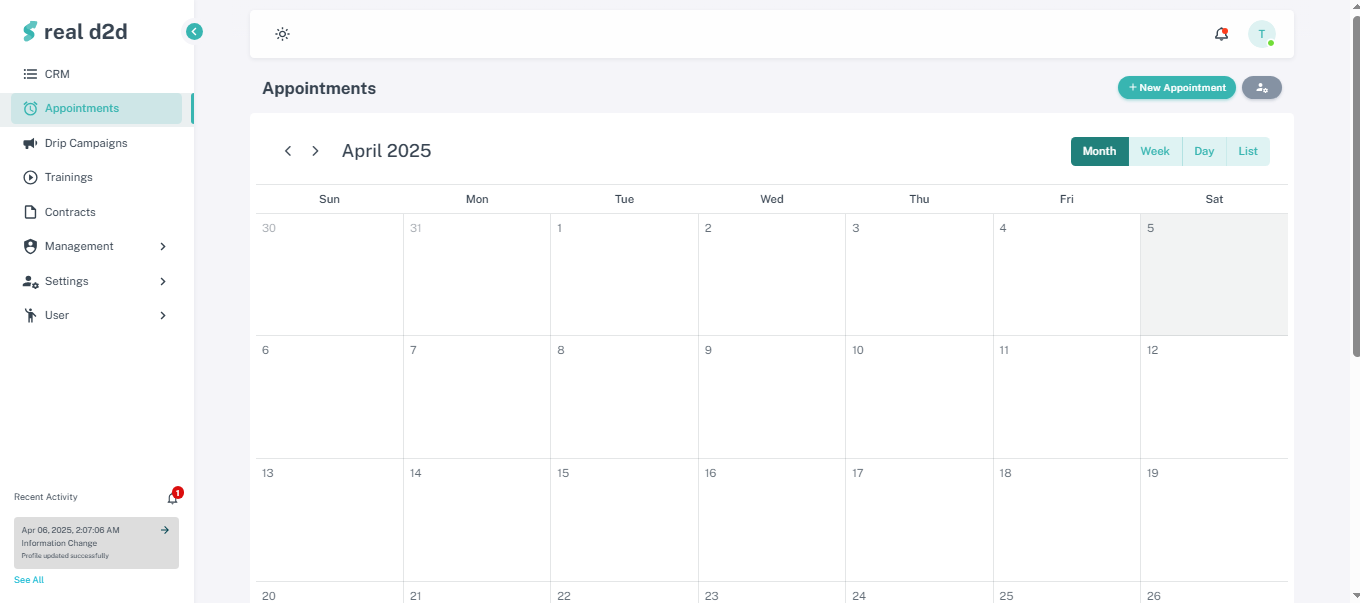 real d2d
CRM
Appointments
Drip Campaigns
Trainings
Contracts
Management
Settings
User
Recent Activity
1
Apr 06, 2025, 2:07:06 AM
Information Change
Profile updated successfully
See All
T
Appointments
+ New Appointment
April 2025
Month Week Day List
Sun Mon Tue Wed Thu Fri Sat
30 31 1 2 3 4 5
6 7 8 9 10 11 12
13 14 15 16 17 18 19
20 21 22 23 24 25 26